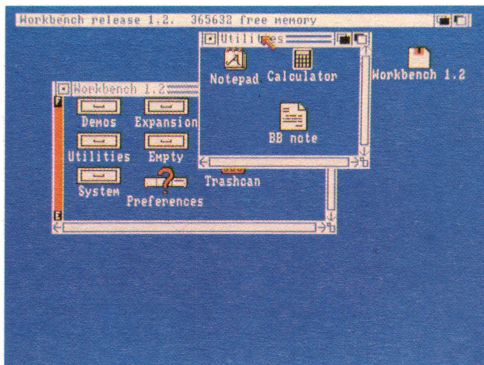 Workbench release 1.2.  365632 free memory
Utilities
Notepad
Calculator
Workbench 1.2
BB note
Workbench 1.2
F
Demos
Expansion
Utilities
Empty
System
Preferences
Trashcan
E